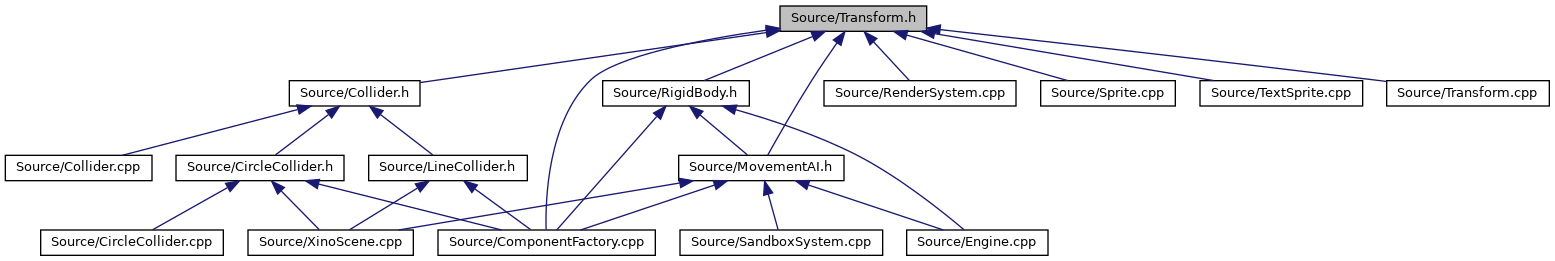 Source/Transform.h
Source/Collider.h
Source/RigidBody.h
Source/RenderSystem.cpp
Source/Sprite.cpp
Source/TextSprite.cpp
Source/Transform.cpp
Source/Collider.cpp
Source/CircleCollider.h
Source/LineCollider.h
Source/MovementAI.h
Source/CircleCollider.cpp
Source/XinoScene.cpp
Source/ComponentFactory.cpp
Source/SandboxSystem.cpp
Source/Engine.cpp